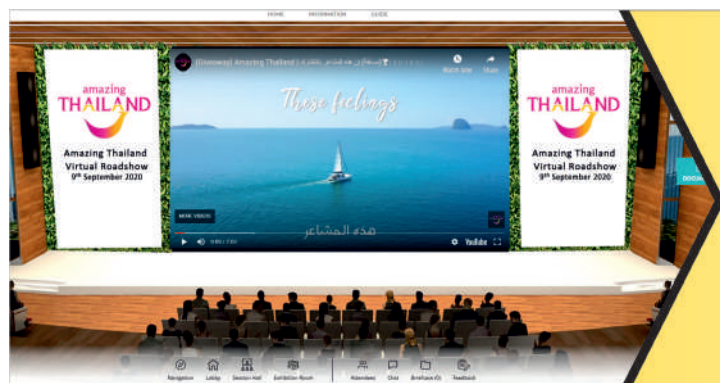 HOME INFORMATION GUIDE
amazing
THAILAND
Amazing Thailand
Virtual Roadshow
9th September 2020
(Giveaway) Amazing Thailand |
Watch later Share
These feelings
MORE VIDEOS
هذه المشاعر
YouTube
amazing
THAILAND
Amazing Thailand
Virtual Roadshow
9th September 2020
Navigation Lobby Session Hall Exhibition Room Attendees Chat Briefcase (0) Feedback